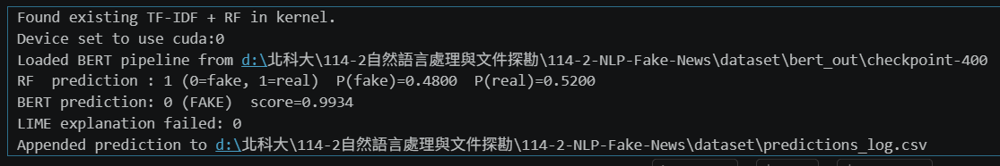 Found existing TF-IDF + RF in kernel.
Device set to use cuda:0
Loaded BERT pipeline from d:\北科大\114-2自然語言處理與文件探勘\114-2-NLP-Fake-News\dataset\bert_out\checkpoint-400
RF  prediction : 1 (0=fake, 1=real)  P(fake)=0.4800  P(real)=0.5200
BERT prediction: 0 (FAKE)  score=0.9934
LIME explanation failed: 0
Appended prediction to d:\北科大\114-2自然語言處理與文件探勘\114-2-NLP-Fake-News\dataset\predictions_log.csv